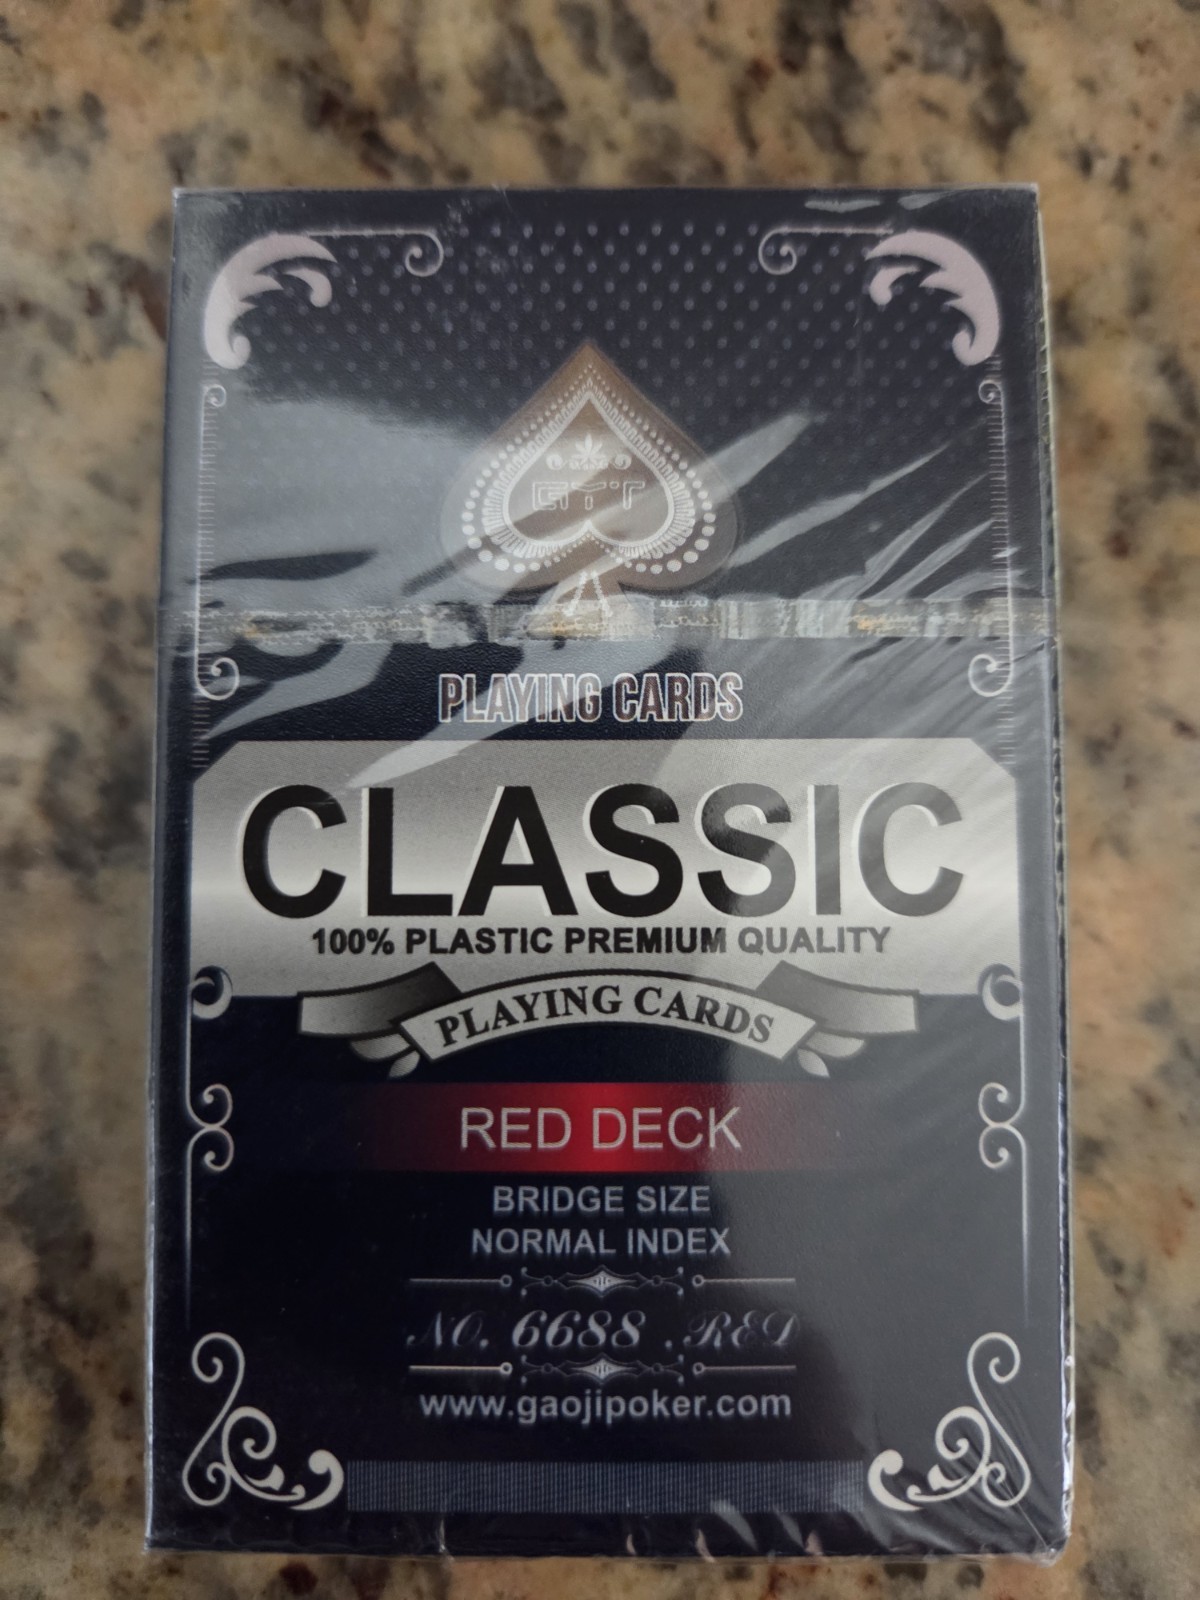 PLAYING CARDS
CLASSIC
100% PLASTIC PREMIUM QUALITY
PLAYING CARDS
RED DECK
BRIDGE SIZE
NORMAL INDEX
NO. 6688 .RED
www.gaojipoker.com